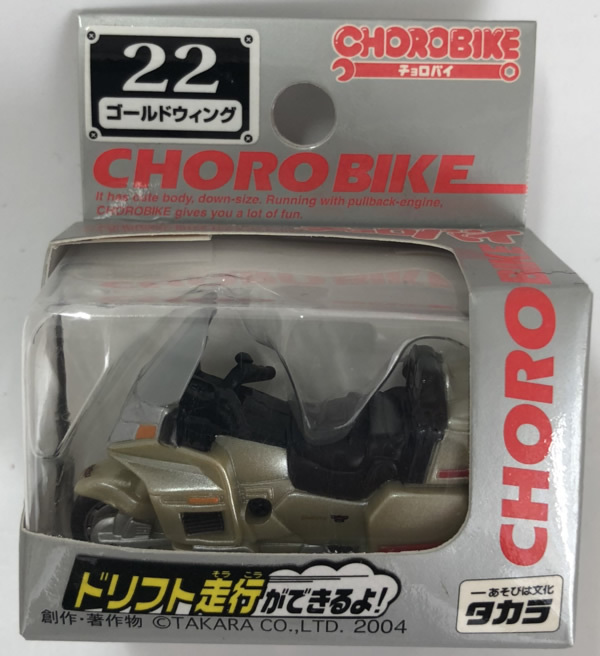 22
ゴールドウィング
CHOROBIKE
チョロバイ
CHORO BIKE
It has cute body, down-size. Running with pullback-engine,
CHOROBIKE gives you a lot of fun.
CHORO
ドリフト走行ができるよ!
そう こう
創作・著作物 ©TAKARA CO.,LTD. 2004
あそびは文化
タカラ